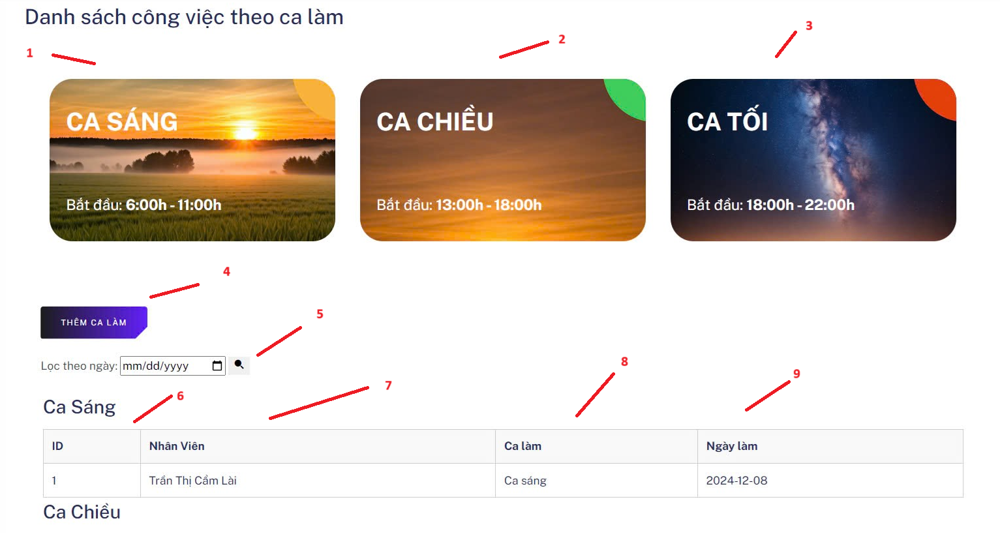 Danh sách công việc theo ca làm
1
2
3
CA SÁNG
Bắt đầu: 6:00h - 11:00h
CA CHIỀU
Bắt đầu: 13:00h - 18:00h
CA TỐI
Bắt đầu: 18:00h - 22:00h
4
THÊM CA LÀM
5
Lọc theo ngày: mm/dd/yyyy
6
7
8
9
Ca Sáng
ID Nhân Viên Ca làm Ngày làm
1 Trần Thị Cẩm Lài Ca sáng 2024-12-08
Ca Chiều